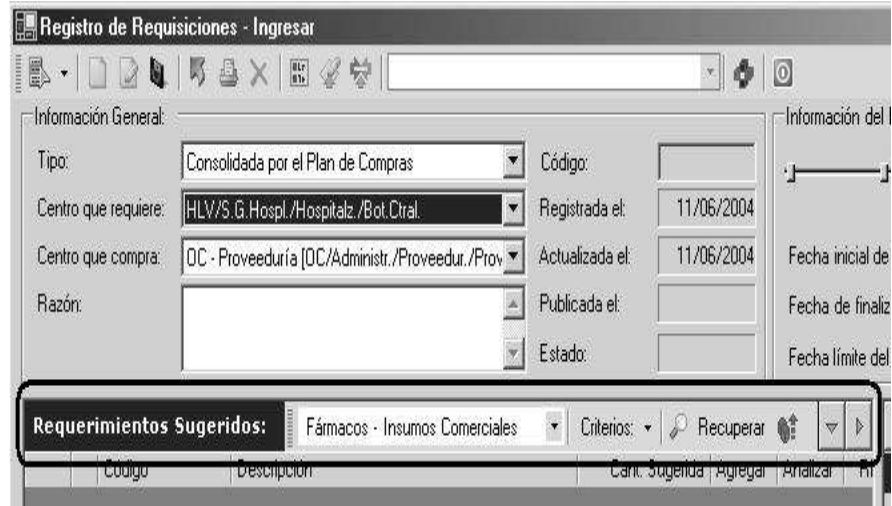 Registro de Requisiciones - Ingresar
Información General:
Información del
Tipo:
Consolidada por el Plan de Compras
Código:
Centro que requiere:
HLV/S.G.Hospl./Hospitalz./Bot.Ctral.
Registrada el:
11/06/2004
Centro que compra:
OC - Proveeduría [OC/Administr./Proveedur./Prov
Actualizada el:
11/06/2004
Fecha inicial de
Razón:
Publicada el:
Fecha de finaliz
Estado:
Fecha límite del
Requerimientos Sugeridos:
Fármacos - Insumos Comerciales
Criterios:
Recuperar
Código
Descripción
Cant. Sugerida
Agregar
Analizar